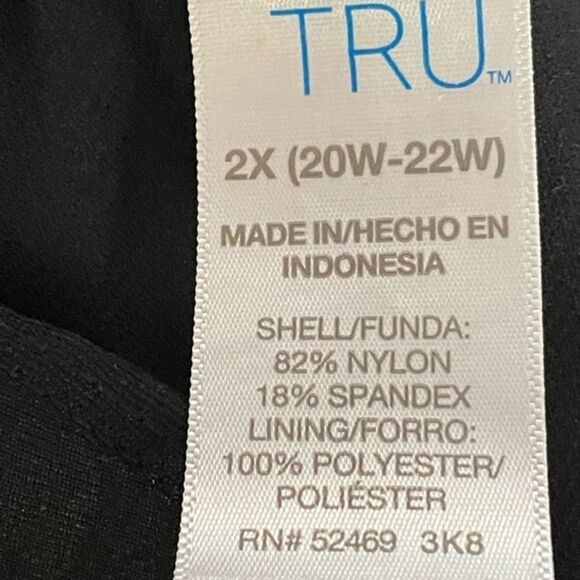 TRU™
2X (20W-22W)
MADE IN/HECHO EN
INDONESIA
SHELL/FUNDA:
82% NYLON
18% SPANDEX
LINING/FORRO:
100% POLYESTER/
POLIÉSTER
RN# 52469 3K8